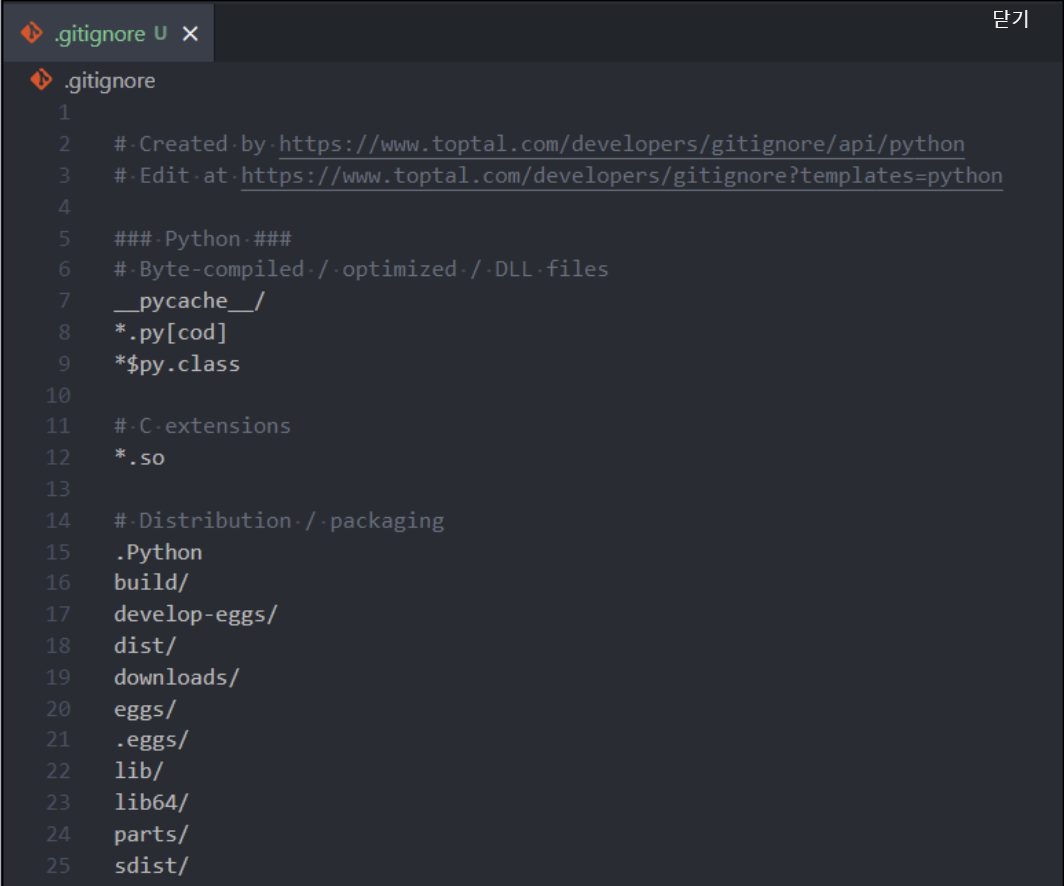 .gitignore U ×
닫기
.gitignore
1
2 # Created by https://www.toptal.com/developers/gitignore/api/python
3 # Edit at https://www.toptal.com/developers/gitignore?templates=python
4
5 ### Python ###
6 # Byte-compiled / optimized / DLL files
7 __pycache__/
8 *.py[cod]
9 *$py.class
10
11 # C extensions
12 *.so
13
14 # Distribution / packaging
15 .Python
16 build/
17 develop-eggs/
18 dist/
19 downloads/
20 eggs/
21 .eggs/
22 lib/
23 lib64/
24 parts/
25 sdist/